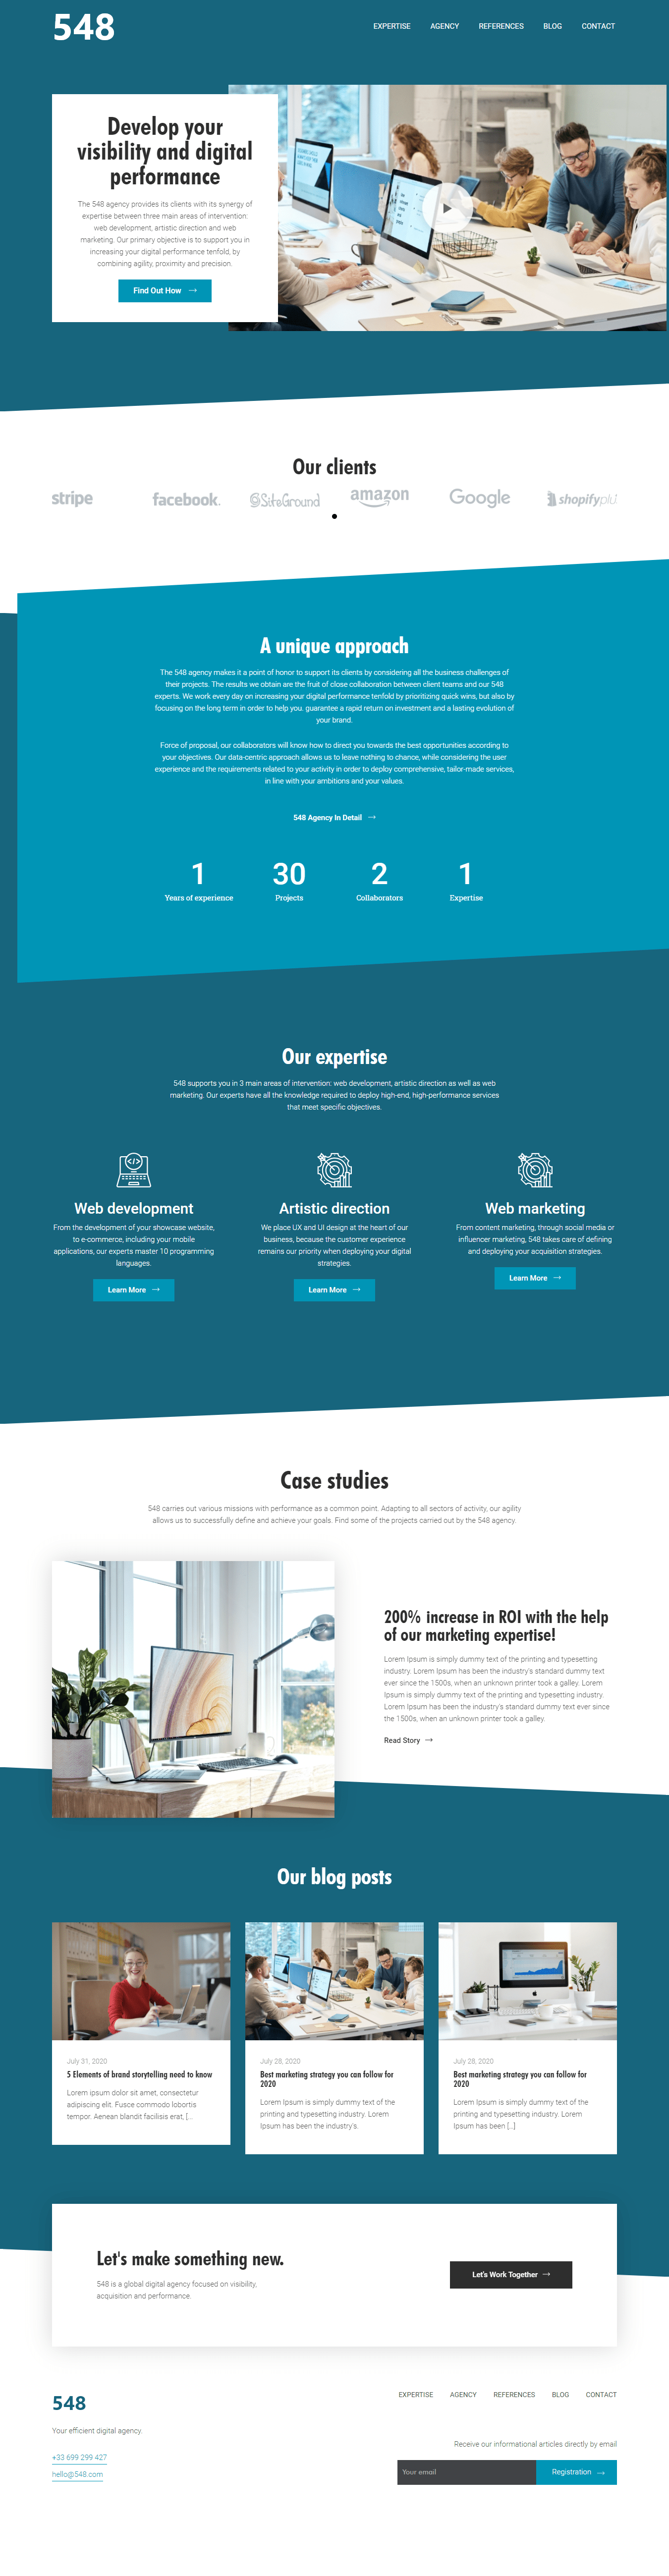 548
EXPERTISE AGENCY REFERENCES BLOG CONTACT
Develop your
visibility and digital
performance
The 548 agency provides its clients with its synergy of
expertise between three main areas of intervention:
web development, artistic direction and web
marketing. Our primary objective is to support you in
increasing your digital performance tenfold, by
combining agility, proximity and precision.
Find Out How →
Our clients
stripe facebook. SiteGround amazon Google shopifyplu
A unique approach
The 548 agency makes it a point of honor to support its clients by considering all the business challenges of
their projects. The results we obtain are the fruit of close collaboration between client teams and our 548
experts. We work every day on increasing your digital performance tenfold by prioritizing quick wins, but also by
focusing on the long term in order to help you. guarantee a rapid return on investment and a lasting evolution of
your brand.
Force of proposal, our collaborators will know how to direct you towards the best opportunities according to
your objectives. Our data-centric approach allows us to leave nothing to chance, while considering the user
experience and the requirements related to your activity in order to deploy comprehensive, tailor-made services,
in line with your ambitions and your values.
548 Agency In Detail →
1 30 2 1
Years of experience Projects Collaborators Expertise
Our expertise
548 supports you in 3 main areas of intervention: web development, artistic direction as well as web
marketing. Our experts have all the knowledge required to deploy high-end, high-performance services
that meet specific objectives.
Web development
From the development of your showcase website,
to e-commerce, including your mobile
applications, our experts master 10 programming
languages.
Learn More →
Artistic direction
We place UX and UI design at the heart of our
business, because the customer experience
remains our priority when deploying your digital
strategies.
Learn More →
Web marketing
From content marketing, through social media or
influencer marketing, 548 takes care of defining
and deploying your acquisition strategies.
Learn More →
Case studies
548 carries out various missions with performance as a common point. Adapting to all sectors of activity, our agility
allows us to successfully define and achieve your goals. Find some of the projects carried out by the 548 agency.
200% increase in ROI with the help
of our marketing expertise!
Lorem Ipsum is simply dummy text of the printing and typesetting
industry. Lorem Ipsum has been the industry's standard dummy text
ever since the 1500s, when an unknown printer took a galley. Lorem
Ipsum is simply dummy text of the printing and typesetting industry.
Lorem Ipsum has been the industry's standard dummy text ever since
the 1500s, when an unknown printer took a galley.
Read Story →
Our blog posts
July 31, 2020
5 Elements of brand storytelling need to know
Lorem ipsum dolor sit amet, consectetur
adipiscing elit. Fusce commodo lobortis
tempor. Aenean blandit facilisis erat, [...
July 28, 2020
Best marketing strategy you can follow for
2020
Lorem Ipsum is simply dummy text of the
printing and typesetting industry. Lorem
Ipsum has been the industry's.
July 28, 2020
Best marketing strategy you can follow for
2020
Lorem Ipsum is simply dummy text of the
printing and typesetting industry. Lorem
Ipsum has been [...]
Let's make something new.
548 is a global digital agency focused on visibility,
acquisition and performance.
Let's Work Together →
548
Your efficient digital agency.
+33 699 299 427
hello@548.com
EXPERTISE AGENCY REFERENCES BLOG CONTACT
Receive our informational articles directly by email
Your email
Registration →